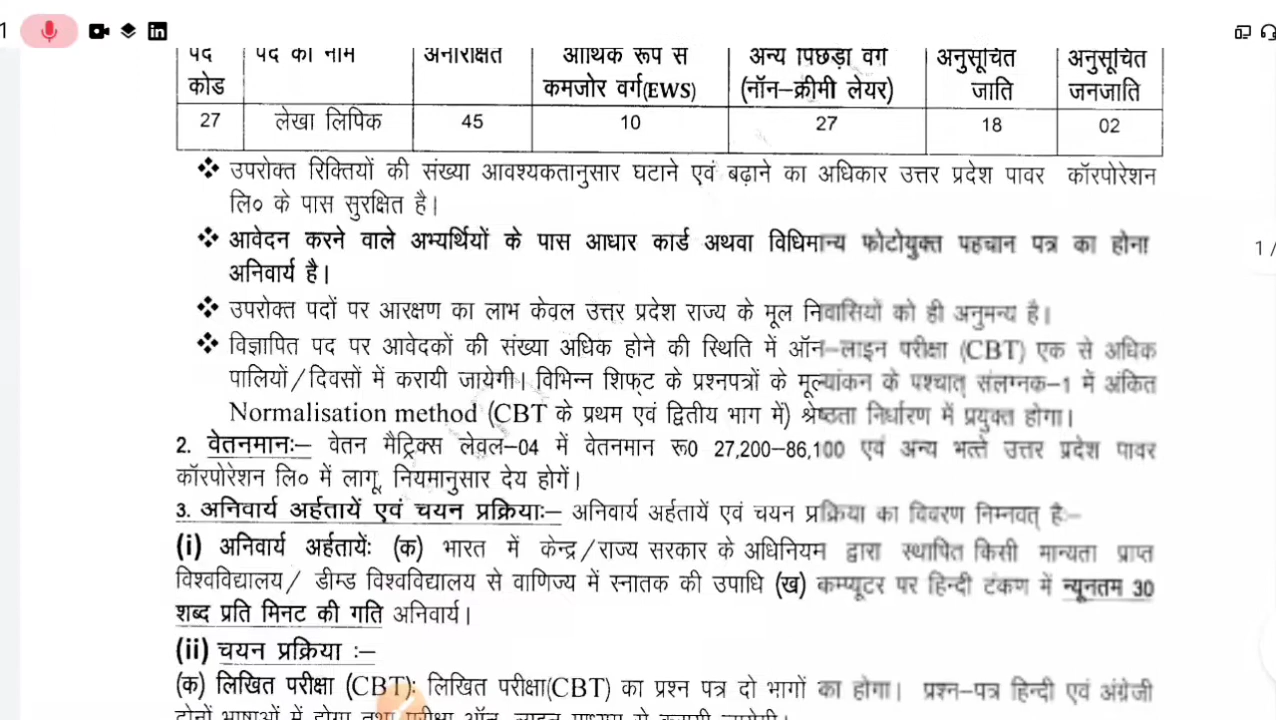 1
पद पद का नाम अनारक्षित आर्थिक रूप से अन्य पिछड़ा वर्ग अनुसूचित अनुसूचित
कोड कमजोर वर्ग(EWS) (नॉन–क्रीमी लेयर) जाति जनजाति
27 लेखा लिपिक 45 10 27 18 02
❖ उपरोक्त रिक्तियों की संख्या आवश्यकतानुसार घटाने एवं बढ़ाने का अधिकार उत्तर प्रदेश पावर कॉरपोरेशन
लि० के पास सुरक्षित है।
❖ आवेदन करने वाले अभ्यर्थियों के पास आधार कार्ड अथवा विधिमान्य फोटोयुक्त पहचान पत्र का होना
1 /
अनिवार्य है।
❖ उपरोक्त पदों पर आरक्षण का लाभ केवल उत्तर प्रदेश राज्य के मूल निवासियों को ही अनुमन्य है।
❖ विज्ञापित पद पर आवेदकों की संख्या अधिक होने की स्थिति में ऑन–लाइन परीक्षा (CBT) एक से अधिक
पालियों/दिवसों में करायी जायेगी। विभिन्न शिफ्ट के प्रश्नपत्रों के मूल्यांकन के पश्चात् संलग्नक–1 में अंकित
Normalisation method (CBT के प्रथम एवं द्वितीय भाग में) श्रेष्ठता निर्धारण में प्रयुक्त होगा।
2. वेतनमानः– वेतन मैट्रिक्स लेवल–04 में वेतनमान रू0 27,200–86,100 एवं अन्य भत्ते उत्तर प्रदेश पावर
कॉरपोरेशन लि० में लागू, नियमानुसार देय होगें।
3. अनिवार्य अर्हतायें एवं चयन प्रक्रियाः– अनिवार्य अर्हतायें एवं चयन प्रक्रिया का विवरण निम्नवत् हैः–
(i) अनिवार्य अर्हतायेंः (क) भारत में केन्द्र/राज्य सरकार के अधिनियम द्वारा स्थापित किसी मान्यता प्राप्त
विश्वविद्यालय/ डीम्ड विश्वविद्यालय से वाणिज्य में स्नातक की उपाधि (ख) कम्प्यूटर पर हिन्दी टंकण में न्यूनतम 30
शब्द प्रति मिनट की गति अनिवार्य।
(ii) चयन प्रक्रिया :–
(क) लिखित परीक्षा (CBT): लिखित परीक्षा(CBT) का प्रश्न पत्र दो भागों का होगा। प्रश्न–पत्र हिन्दी एवं अंग्रेजी
दोनों भाषाओं में होगा तथा परीक्षा ऑन–लाइन माध्यम से करायी जायेगी।